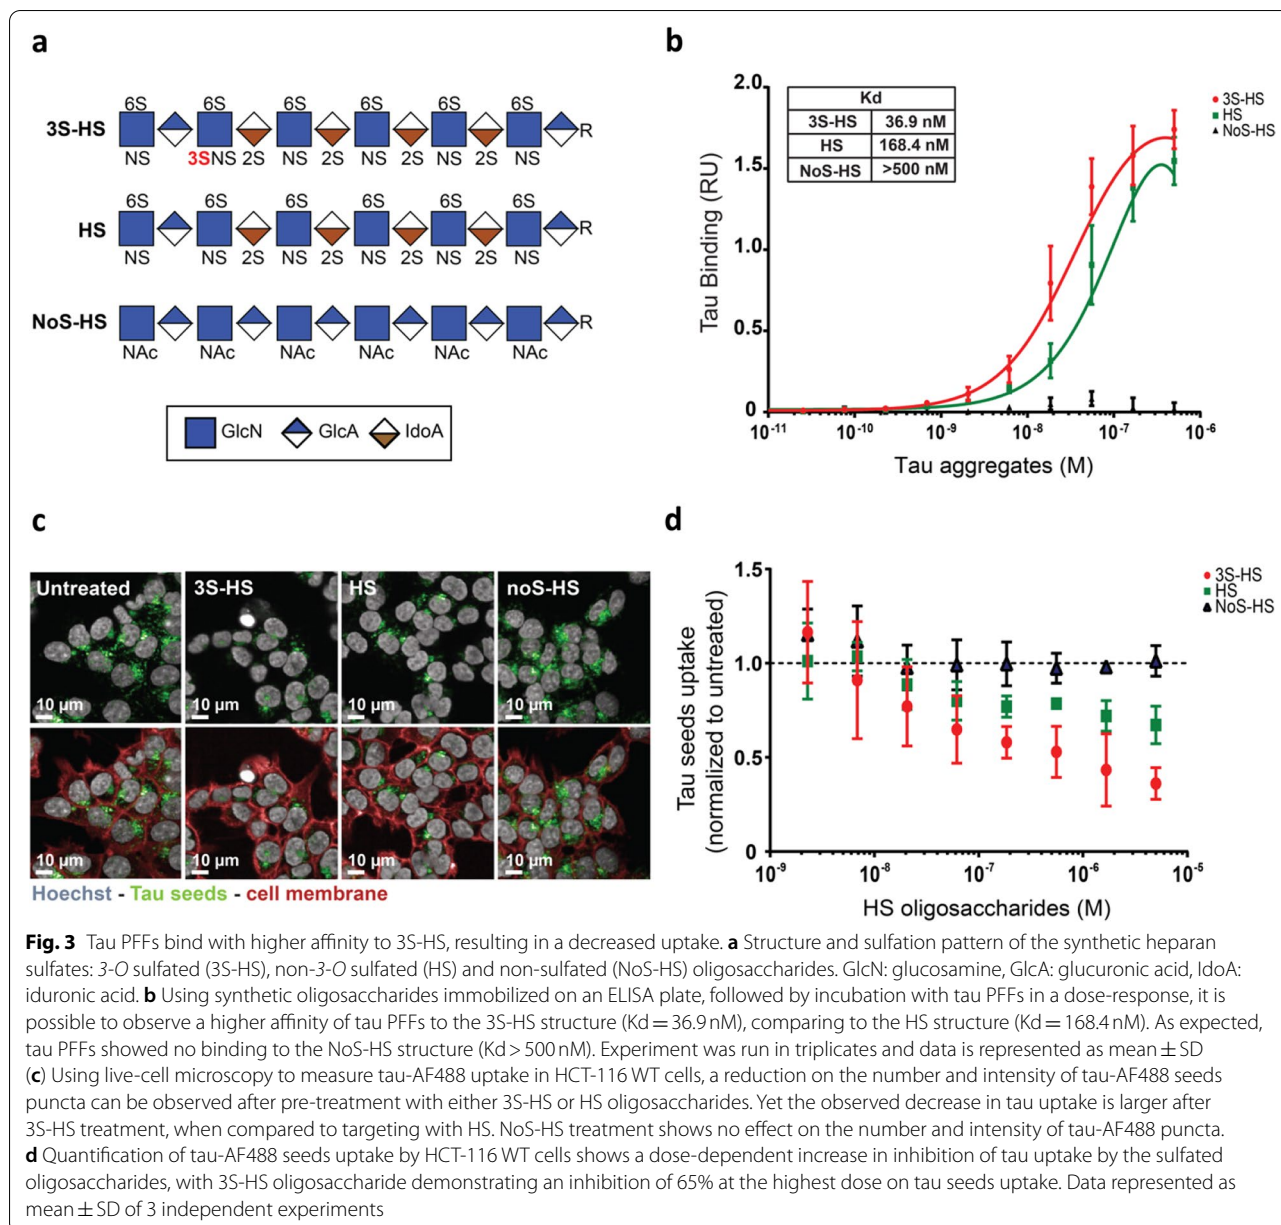 a
6S 6S 6S 6S 6S 6S
3S-HS R
NS 3SNS 2S NS 2S NS 2S NS 2S NS
6S 6S 6S 6S 6S 6S
HS R
NS NS 2S NS 2S NS 2S NS 2S NS
NoS-HS R
NAc NAc NAc NAc NAc NAc
GlcN GlcA IdoA
b
2.0
1.5
1.0
0.5
0
Tau Binding (RU)
Kd
3S-HS 36.9 nM
HS 168.4 nM
NoS-HS >500 nM
3S-HS
HS
NoS-HS
10-11 10-10 10-9 10-8 10-7 10-6
Tau aggregates (M)
c
Untreated 3S-HS HS noS-HS
10 µm 10 µm 10 µm 10 µm
10 µm 10 µm 10 µm 10 µm
Hoechst - Tau seeds - cell membrane
d
1.5
1.0
0.5
0
Tau seeds uptake
(normalized to untreated)
3S-HS
HS
NoS-HS
10-9 10-8 10-7 10-6 10-5
HS oligosaccharides (M)
Fig. 3 Tau PFFs bind with higher affinity to 3S-HS, resulting in a decreased uptake. a Structure and sulfation pattern of the synthetic heparan
sulfates: 3-O sulfated (3S-HS), non-3-O sulfated (HS) and non-sulfated (NoS-HS) oligosaccharides. GlcN: glucosamine, GlcA: glucuronic acid, IdoA:
iduronic acid. b Using synthetic oligosaccharides immobilized on an ELISA plate, followed by incubation with tau PFFs in a dose-response, it is
possible to observe a higher affinity of tau PFFs to the 3S-HS structure (Kd = 36.9 nM), comparing to the HS structure (Kd = 168.4 nM). As expected,
tau PFFs showed no binding to the NoS-HS structure (Kd > 500 nM). Experiment was run in triplicates and data is represented as mean ± SD
(c) Using live-cell microscopy to measure tau-AF488 uptake in HCT-116 WT cells, a reduction on the number and intensity of tau-AF488 seeds
puncta can be observed after pre-treatment with either 3S-HS or HS oligosaccharides. Yet the observed decrease in tau uptake is larger after
3S-HS treatment, when compared to targeting with HS. NoS-HS treatment shows no effect on the number and intensity of tau-AF488 puncta.
d Quantification of tau-AF488 seeds uptake by HCT-116 WT cells shows a dose-dependent increase in inhibition of tau uptake by the sulfated
oligosaccharides, with 3S-HS oligosaccharide demonstrating an inhibition of 65% at the highest dose on tau seeds uptake. Data represented as
mean ± SD of 3 independent experiments